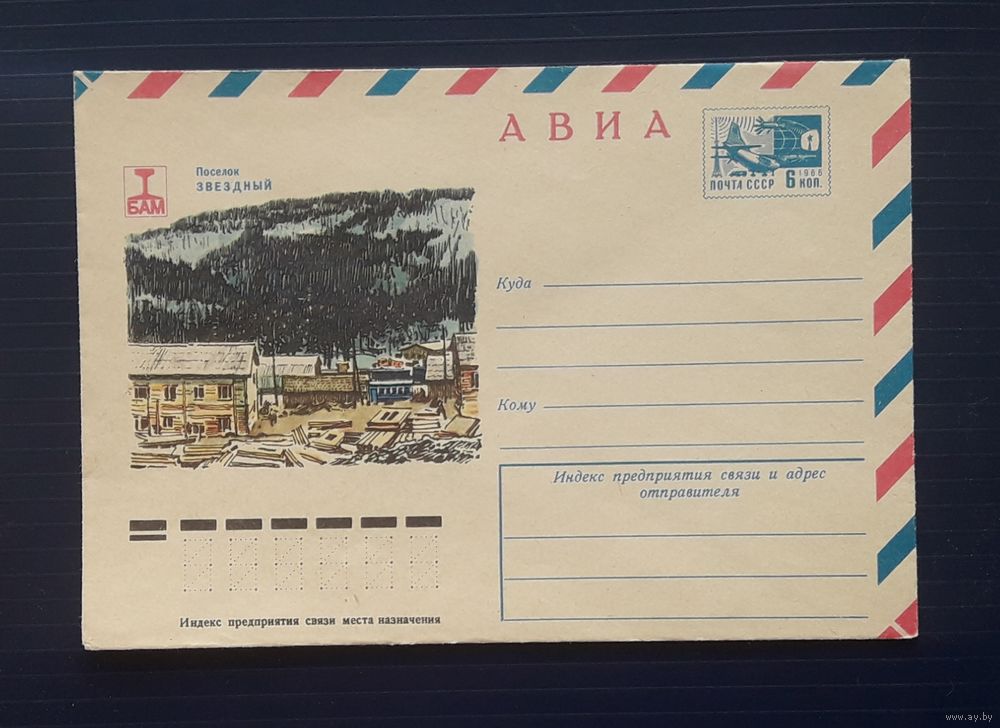 АВИА
1966
ПОЧТА СССР 6 КОП.
БАМ
Поселок
ЗВЕЗДНЫЙ
Куда
Кому
Индекс предприятия связи и адрес
отправителя
Индекс предприятия связи места назначения
www.ay.by